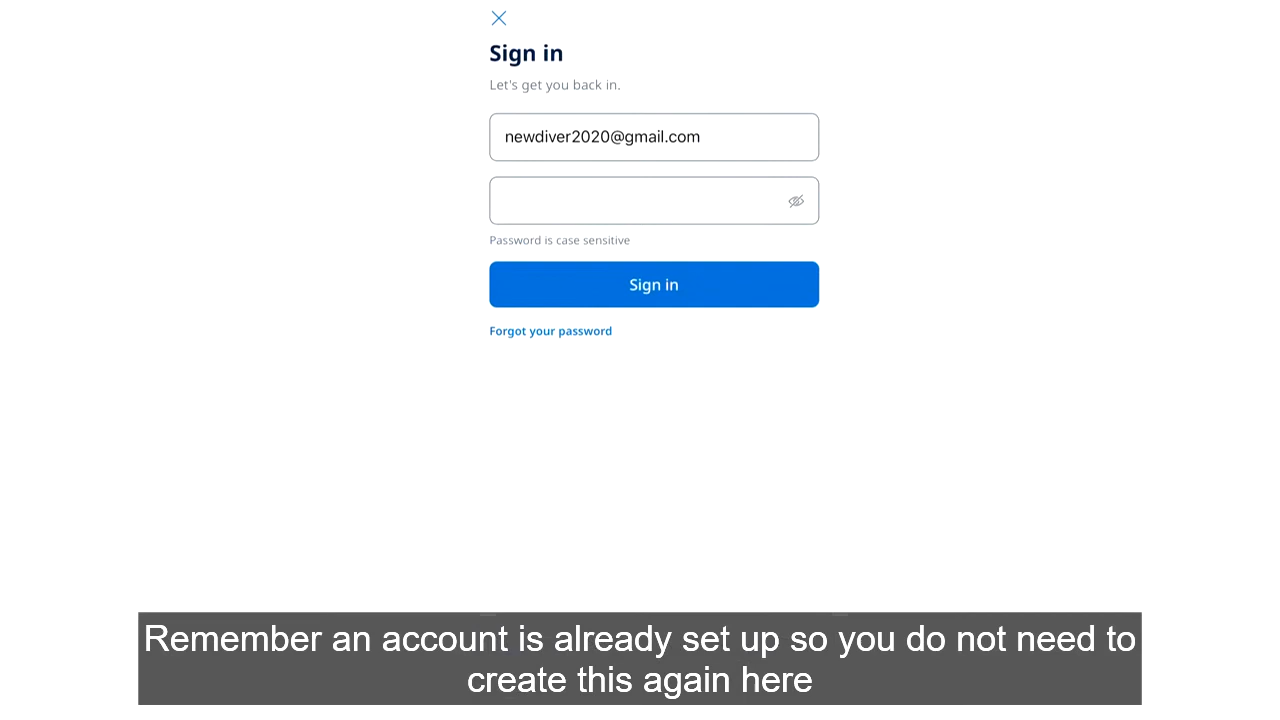 Sign in
Let's get you back in.
newdiver2020@gmail.com
Password is case sensitive
Sign in
Forgot your password
Remember an account is already set up so you do not need to
create this again here